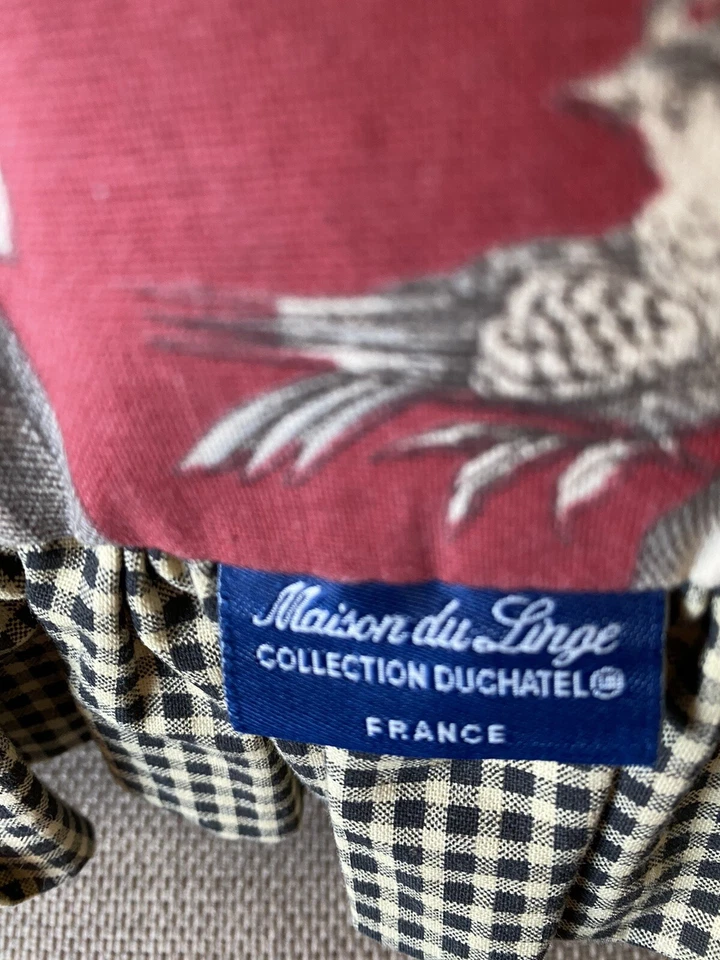 Maison du Linge
COLLECTION DUCHATEL
FRANCE